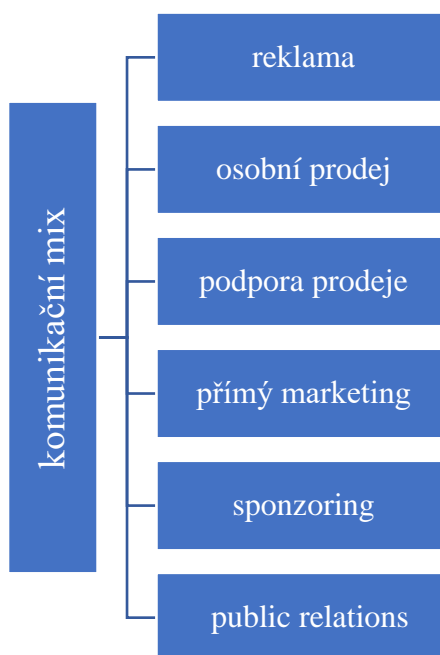 komunikační mix
reklama
osobní prodej
podpora prodeje
přímý marketing
sponzoring
public relations